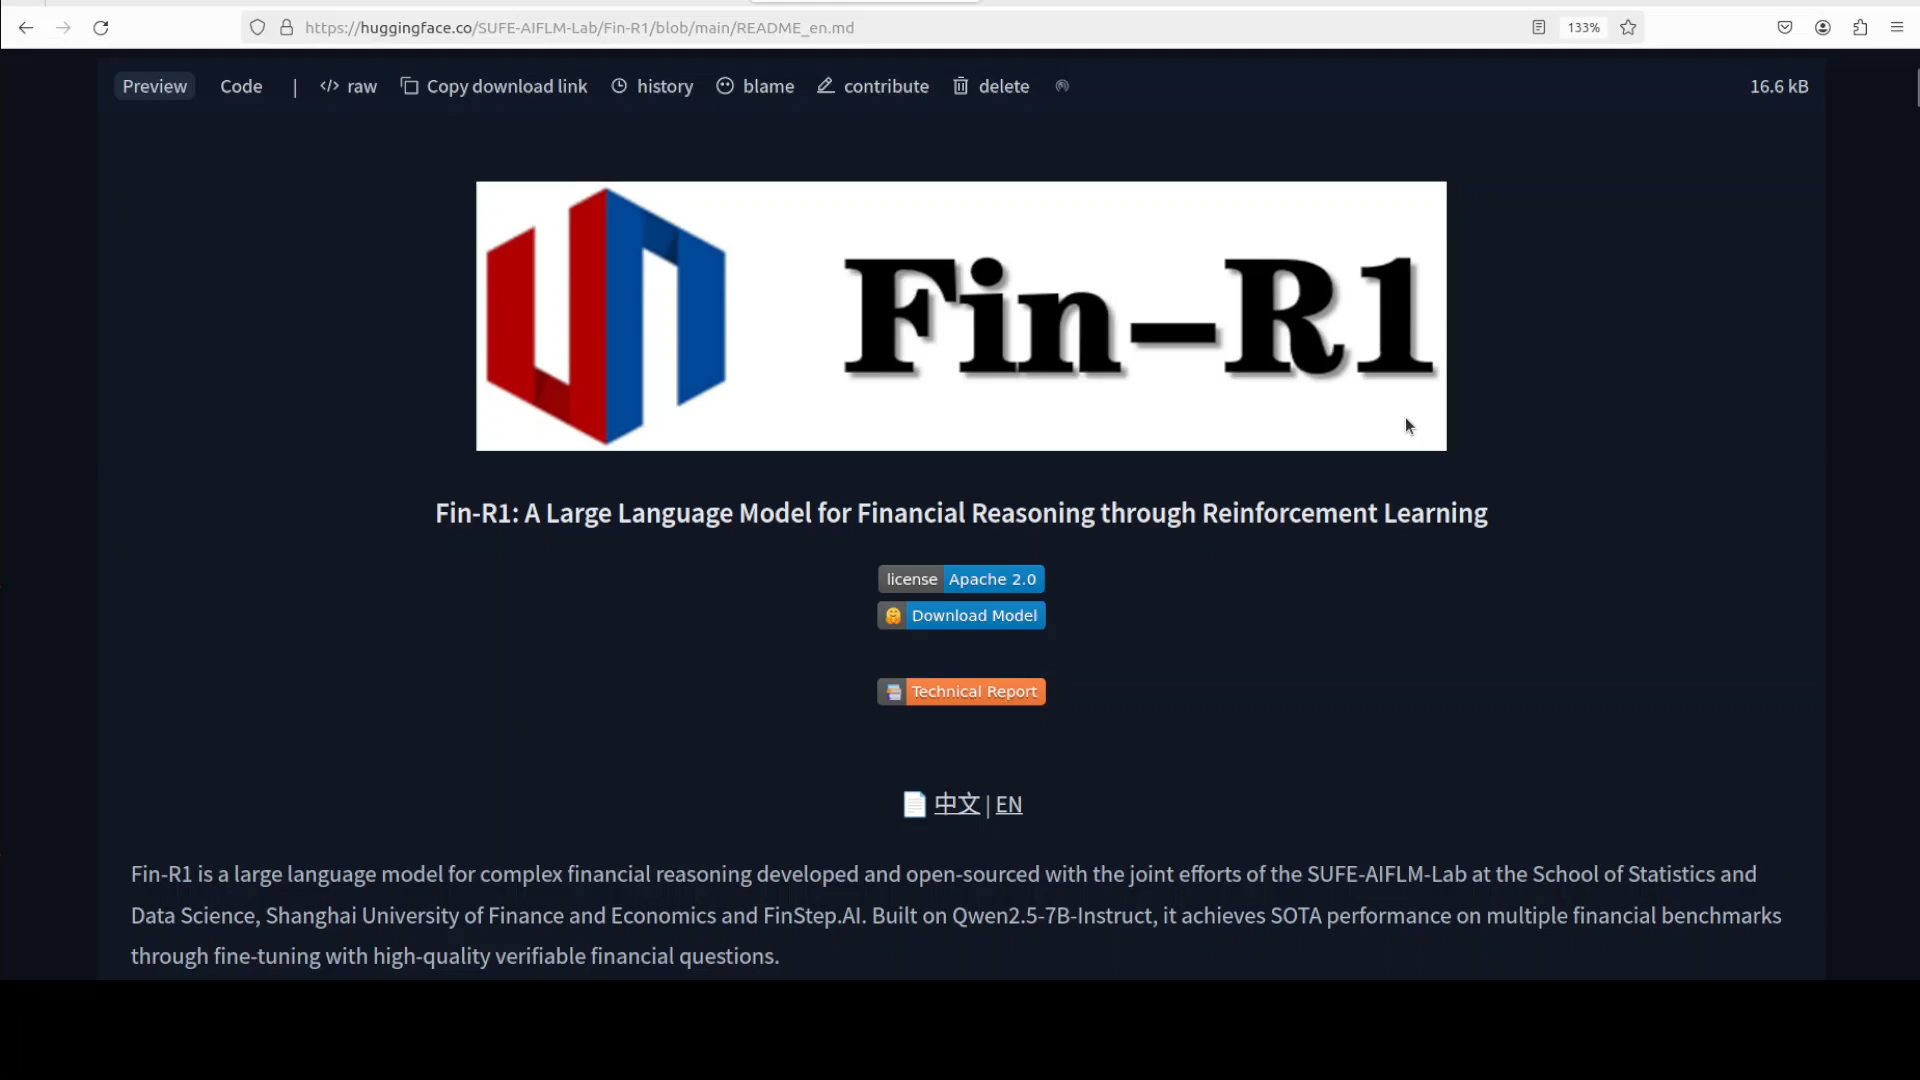 https://huggingface.co/SUFE-AIFLM-Lab/Fin-R1/blob/main/README_en.md 133%
Preview Code | </> raw Copy download link history blame contribute delete 16.6 kB
Fin-R1
Fin-R1: A Large Language Model for Financial Reasoning through Reinforcement Learning
license Apache 2.0
Download Model
Technical Report
中文 | EN
Fin-R1 is a large language model for complex financial reasoning developed and open-sourced with the joint efforts of the SUFE-AIFLM-Lab at the School of Statistics and
Data Science, Shanghai University of Finance and Economics and FinStep.AI. Built on Qwen2.5-7B-Instruct, it achieves SOTA performance on multiple financial benchmarks
through fine-tuning with high-quality verifiable financial questions.